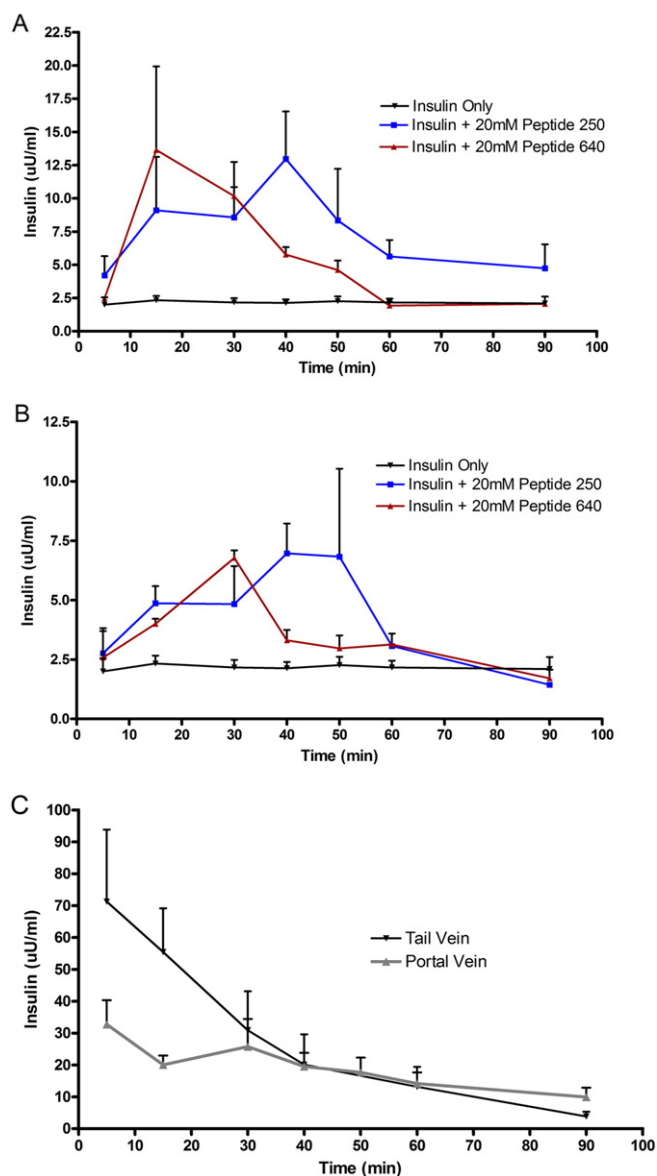 A
22.5
20.0
17.5
15.0
12.5
10.0
7.5
5.0
2.5
0.0
Insulin (uU/ml)
Insulin Only
Insulin + 20mM Peptide 250
Insulin + 20mM Peptide 640
0 10 20 30 40 50 60 70 80 90 100
Time (min)
B
12.5
10.0
7.5
5.0
2.5
0.0
Insulin (uU/ml)
Insulin Only
Insulin + 20mM Peptide 250
Insulin + 20mM Peptide 640
0 10 20 30 40 50 60 70 80 90 100
Time (min)
C
100
90
80
70
60
50
40
30
20
10
0
Insulin (uU/ml)
Tail Vein
Portal Vein
0 10 20 30 40 50 60 70 80 90 100
Time (min)